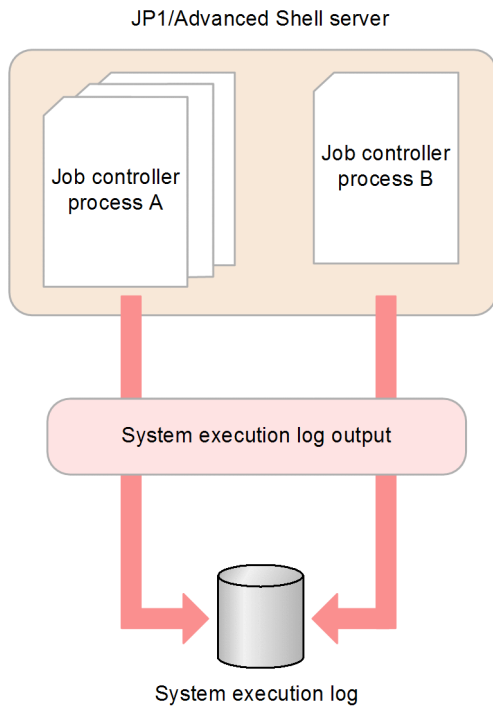 JP1/Advanced Shell server
Job controller
process A
Job controller
process B
System execution log output
System execution log